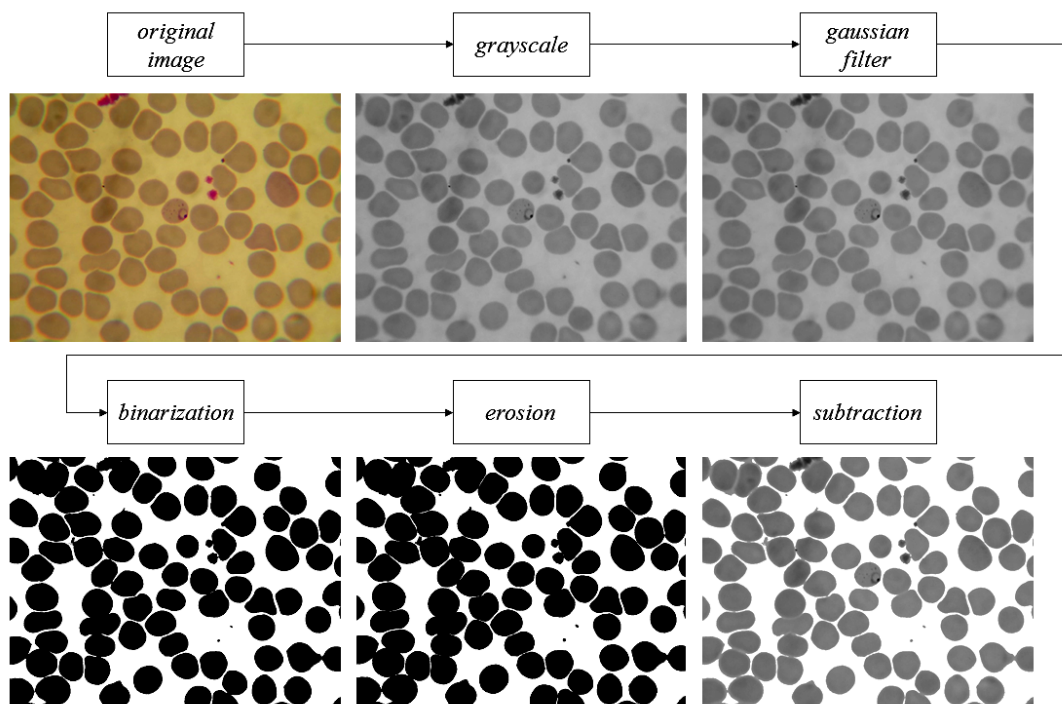 original
image
grayscale
gaussian
filter
binarization
erosion
subtraction